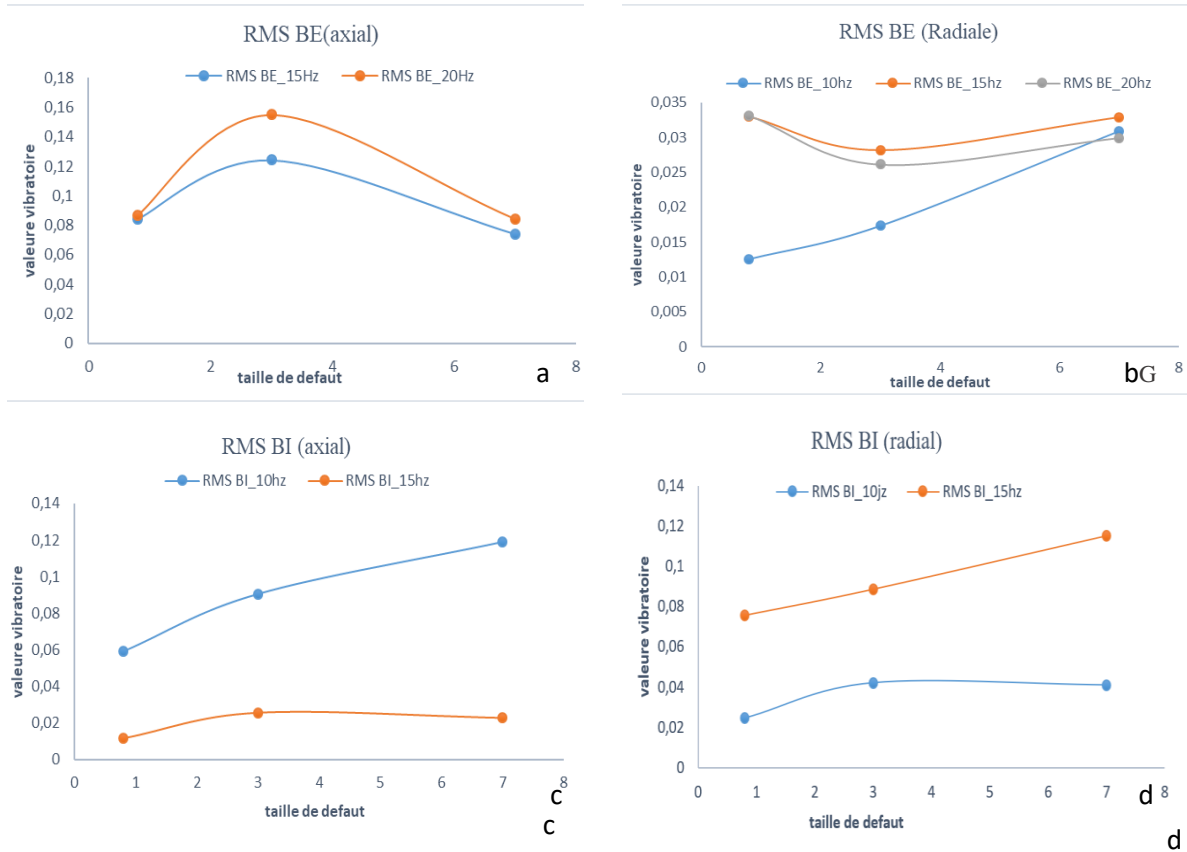 RMS BE(axial)
RMS BE_15Hz
RMS BE_20Hz
valeure vibratoire
0,18
0,16
0,14
0,12
0,1
0,08
0,06
0,04
0,02
0
0 2 4 6 8
taille de defaut
a
RMS BE (Radiale)
RMS BE_10hz
RMS BE_15hz
RMS BE_20hz
valeure vibratoire
0,035
0,03
0,025
0,02
0,015
0,01
0,005
0
0 2 4 6 8
taille de defaut
bG
RMS BI (axial)
RMS BI_10hz
RMS BI_15hz
valeure vibratoire
0,14
0,12
0,1
0,08
0,06
0,04
0,02
0
0 1 2 3 4 5 6 7 8
taille de defaut
c
c
RMS BI (radial)
RMS BI_10jz
RMS BI_15hz
valeure vibratoire
0,14
0,12
0,1
0,08
0,06
0,04
0,02
0
0 1 2 3 4 5 6 7 8
taille de defaut
d
d